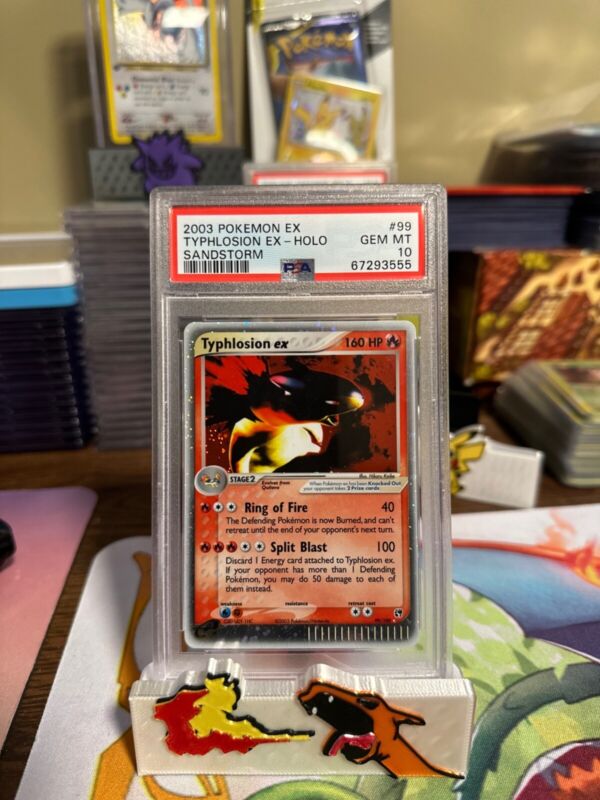 Pokémon
2003 POKEMON EX #99
TYPHLOSION EX - HOLO GEM MT
SANDSTORM 10
PSA 67293555
Typhlosion ex 160 HP
Illus.
STAGE 2 Evolves from
Quilava
When Pokémon-ex has been Knocked Out,
your opponent takes 2 Prize cards.
Ring of Fire 40
The Defending Pokémon is now Burned, and can't
retreat until the end of your opponent's next turn.
Split Blast 100
Discard 1 Energy card attached to Typhlosion ex.
If your opponent has more than 1 Defending
Pokémon, you may do 50 damage to each of
them instead.
weakness resistance retreat cost